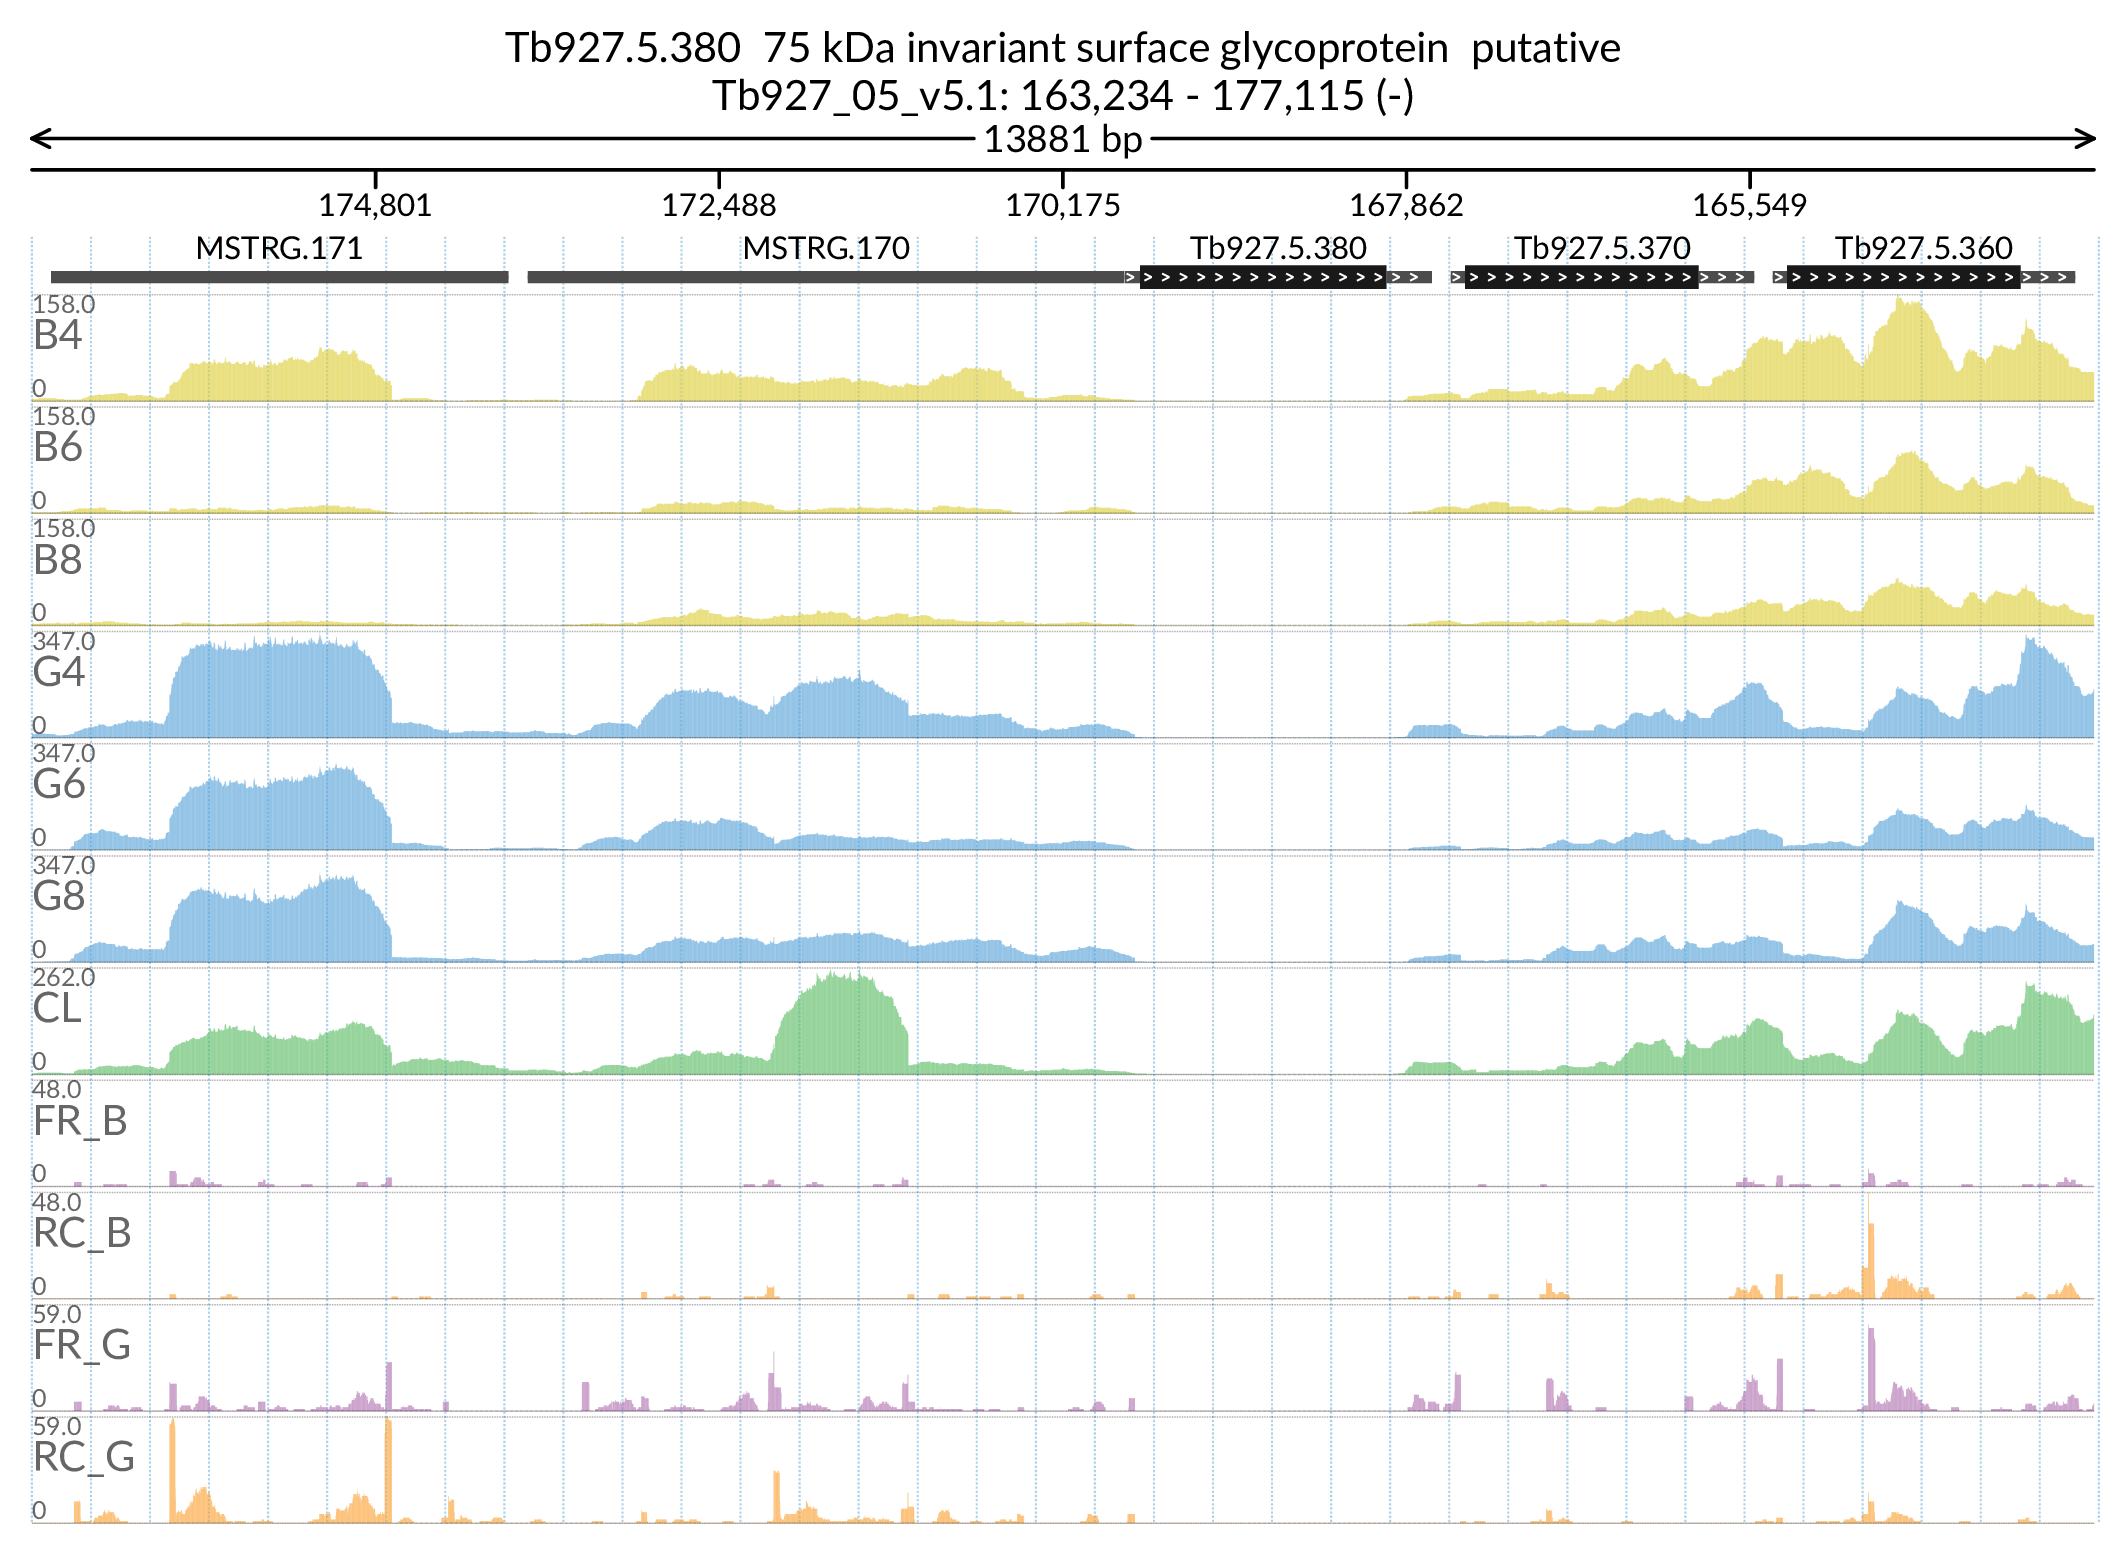 Tb927.5.380  75 kDa invariant surface glycoprotein  putative
Tb927_05_v5.1: 163,234 - 177,115 (-)
13881 bp
174,801 172,488 170,175 167,862 165,549
MSTRG.171 MSTRG.170 Tb927.5.380 Tb927.5.370 Tb927.5.360
158.0
B4
0
158.0
B6
0
158.0
B8
0
347.0
G4
0
347.0
G6
0
347.0
G8
0
262.0
CL
0
48.0
FR_B
0
48.0
RC_B
0
59.0
FR_G
0
59.0
RC_G
0